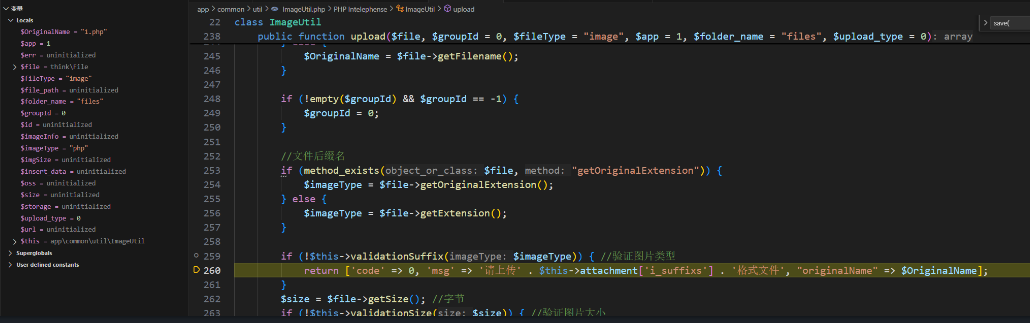 变量
Locals
$OriginalName = "1.php"
$app = 1
$err = uninitialized
$file = think\File
$fileType = "image"
$file_path = uninitialized
$folder_name = "files"
$groupId = 0
$id = uninitialized
$imageInfo = uninitialized
$imageType = "php"
$imgSize = uninitialized
$insert_data = uninitialized
$oss = uninitialized
$size = uninitialized
$storage = uninitialized
$upload_type = 0
$url = uninitialized
$this = app\common\util\ImageUtil
Superglobals
User defined constants
app > common > util > ImageUtil.php > PHP Intelephense > ImageUtil > upload
save(
22 class ImageUtil
238 public function upload($file, $groupId = 0, $fileType = "image", $app = 1, $folder_name = "files", $upload_type = 0): array
245 $OriginalName = $file->getFilename();
246 }
247
248 if (!empty($groupId) && $groupId == -1) {
249 $groupId = 0;
250 }
251
252 //文件后缀名
253 if (method_exists(object_or_class: $file, method: "getOriginalExtension")) {
254 $imageType = $file->getOriginalExtension();
255 } else {
256 $imageType = $file->getExtension();
257 }
258
259 if (!$this->validationSuffix(imageType: $imageType)) { //验证图片类型
260 return ['code' => 0, 'msg' => '请上传' . $this->attachment['i_suffixs'] . '格式文件', "originalName" => $OriginalName];
261 }
262 $size = $file->getSize(); //字节
263 if (!$this->validationSize(size: $size)) { //验证图片大小